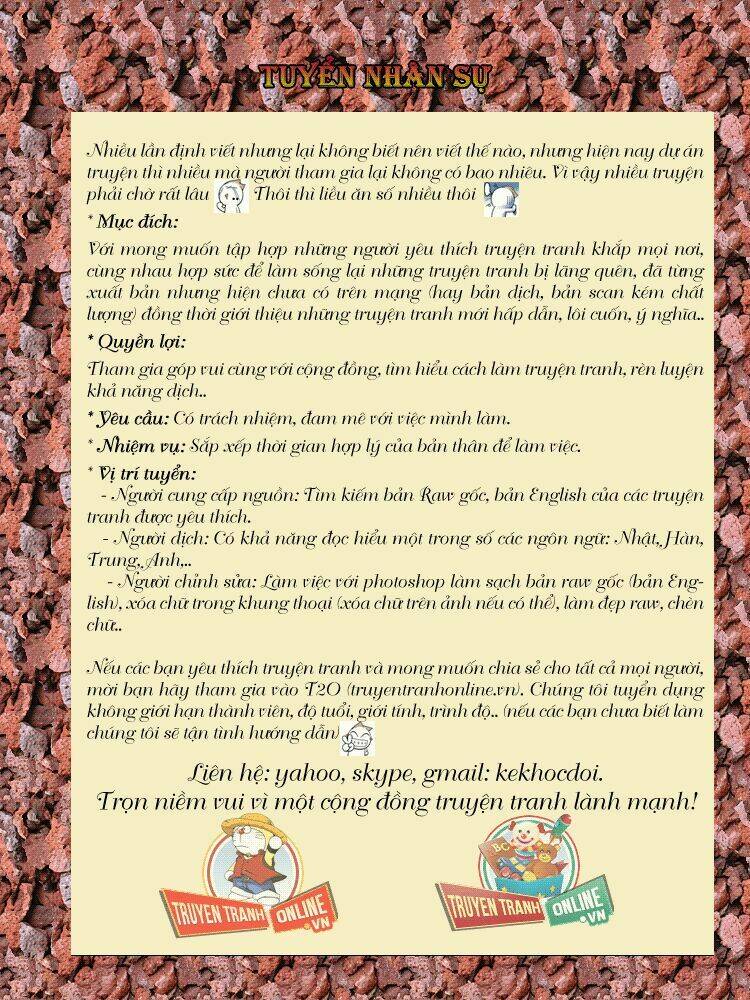 TUYỂN NHÂN SỰ
Nhiều lần định viết nhưng lại không biết nên viết thế nào, nhưng hiện nay dự án
truyện thì nhiều mà người tham gia lại không có bao nhiêu. Vì vậy nhiều truyện
phải chờ rất lâu Thôi thì liều ăn số nhiều thôi
* Mục đích:
Với mong muốn tập hợp những người yêu thích truyện tranh khắp mọi nơi,
cùng nhau hợp sức để làm sống lại những truyện tranh bị lãng quên, đã từng
xuất bản nhưng hiện chưa có trên mạng (hay bản dịch, bản scan kém chất
lượng) đồng thời giới thiệu những truyện tranh mới hấp dẫn, lôi cuốn, ý nghĩa..
* Quyền lợi:
Tham gia góp vui cùng với cộng đồng, tìm hiểu cách làm truyện tranh, rèn luyện
khả năng dịch..
* Yêu cầu: Có trách nhiệm, đam mê với việc mình làm.
* Nhiệm vụ: Sắp xếp thời gian hợp lý của bản thân để làm việc.
* Vị trí tuyển:
- Người cung cấp nguồn: Tìm kiếm bản Raw gốc, bản English của các truyện
tranh được yêu thích.
- Người dịch: Có khả năng đọc hiểu một trong số các ngôn ngữ: Nhật, Hàn,
Trung, Anh,..
- Người chỉnh sửa: Làm việc với photoshop làm sạch bản raw gốc (bản Eng-
lish), xóa chữ trong khung thoại (xóa chữ trên ảnh nếu có thể), làm đẹp raw, chèn
chữ..
Nếu các bạn yêu thích truyện tranh và mong muốn chia sẻ cho tất cả mọi người,
mời bạn hãy tham gia vào T2O (truyentranhonline.vn). Chúng tôi tuyển dụng
không giới hạn thành viên, độ tuổi, giới tính, trình độ.. (nếu các bạn chưa biết làm
chúng tôi sẽ tận tình hướng dẫn)
Liên hệ: yahoo, skype, gmail: kekhocdoi.
Trọn niềm vui vì một cộng đồng truyện tranh lành mạnh!
TRUYEN TRANH ONLINE .VN
BC
TRUYEN TRANH ONLINE .VN